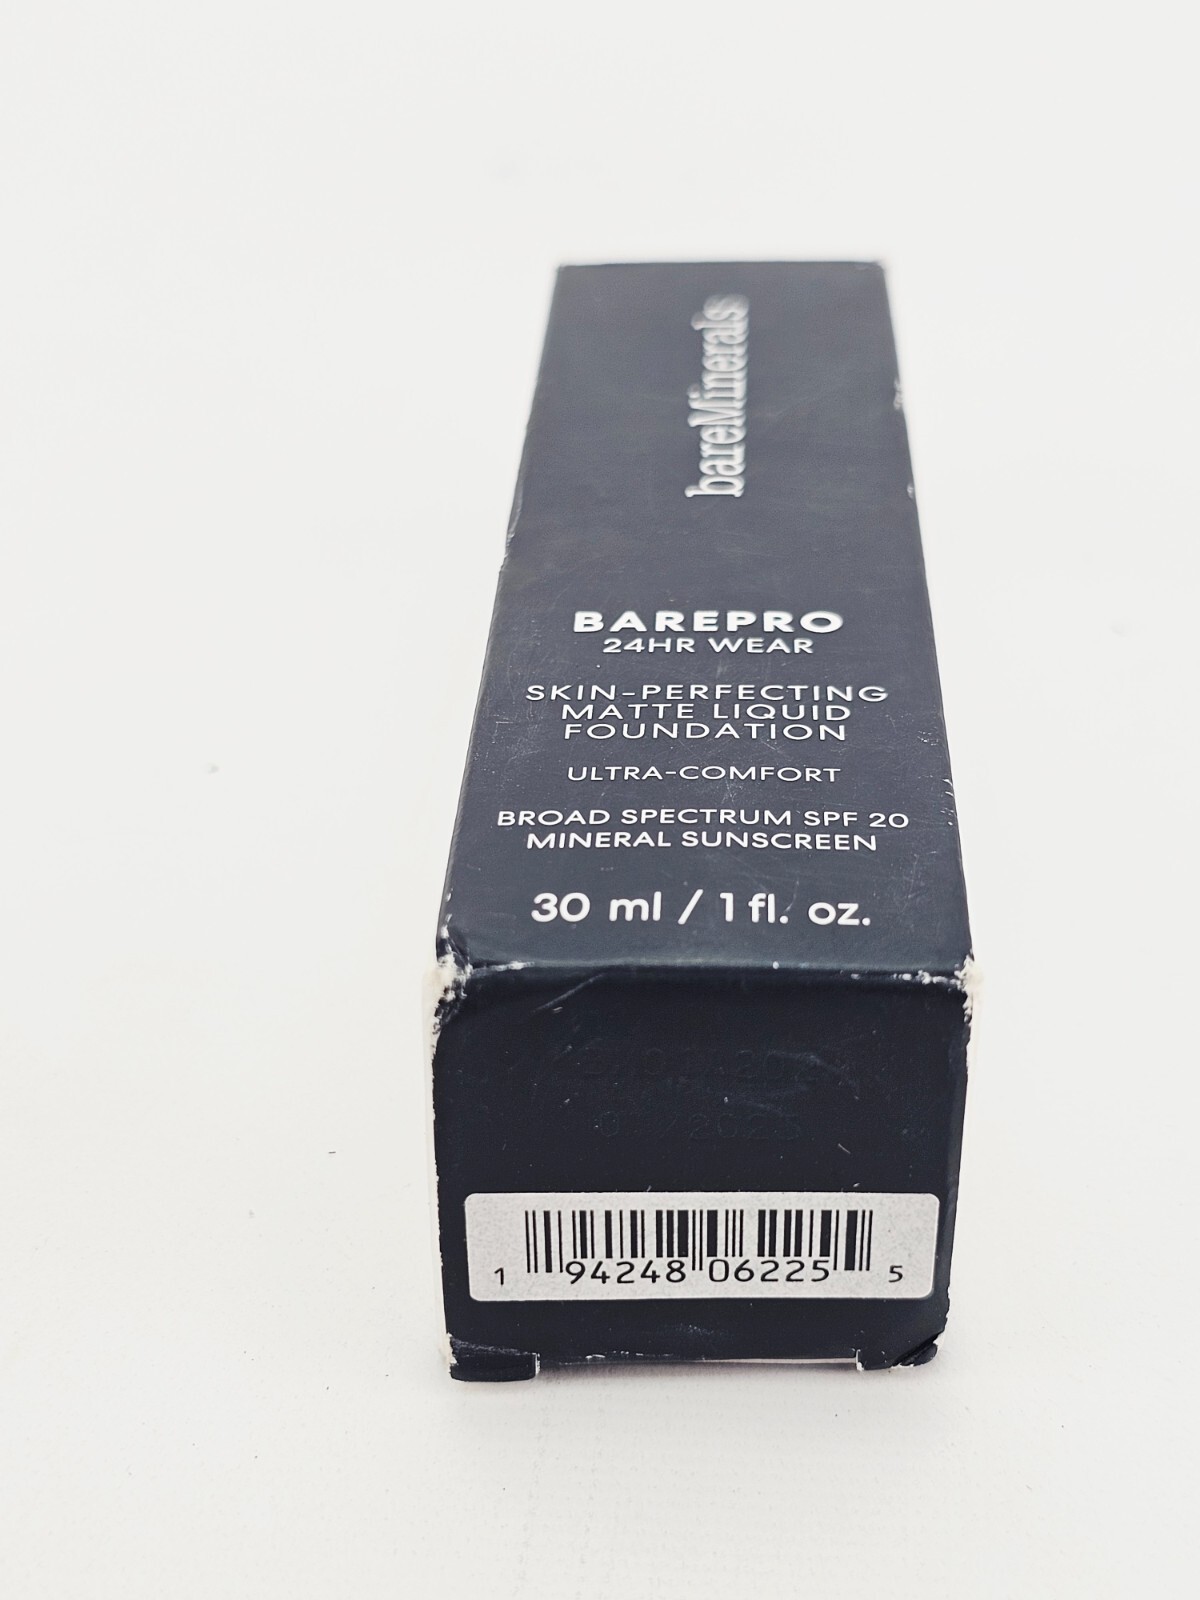 bareMinerals
BAREPRO
24HR WEAR
SKIN-PERFECTING
MATTE LIQUID
FOUNDATION
ULTRA-COMFORT
BROAD SPECTRUM SPF 20
MINERAL SUNSCREEN
30 ml / 1 fl. oz.
1 94248 06225 5